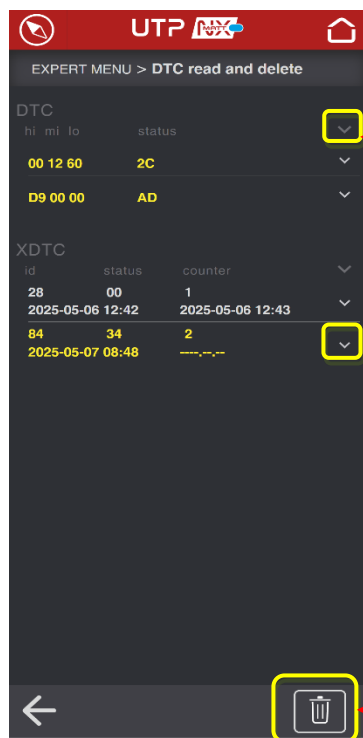 UTP MATT NX
EXPERT MENU > DTC read and delete
DTC
hi mi lo status
00 12 60 2C
D9 00 00 AD
XDTC
id status counter
28 00 1
2025-05-06 12:42 2025-05-06 12:43
84 34 2
2025-05-07 08:48 ----.--.--